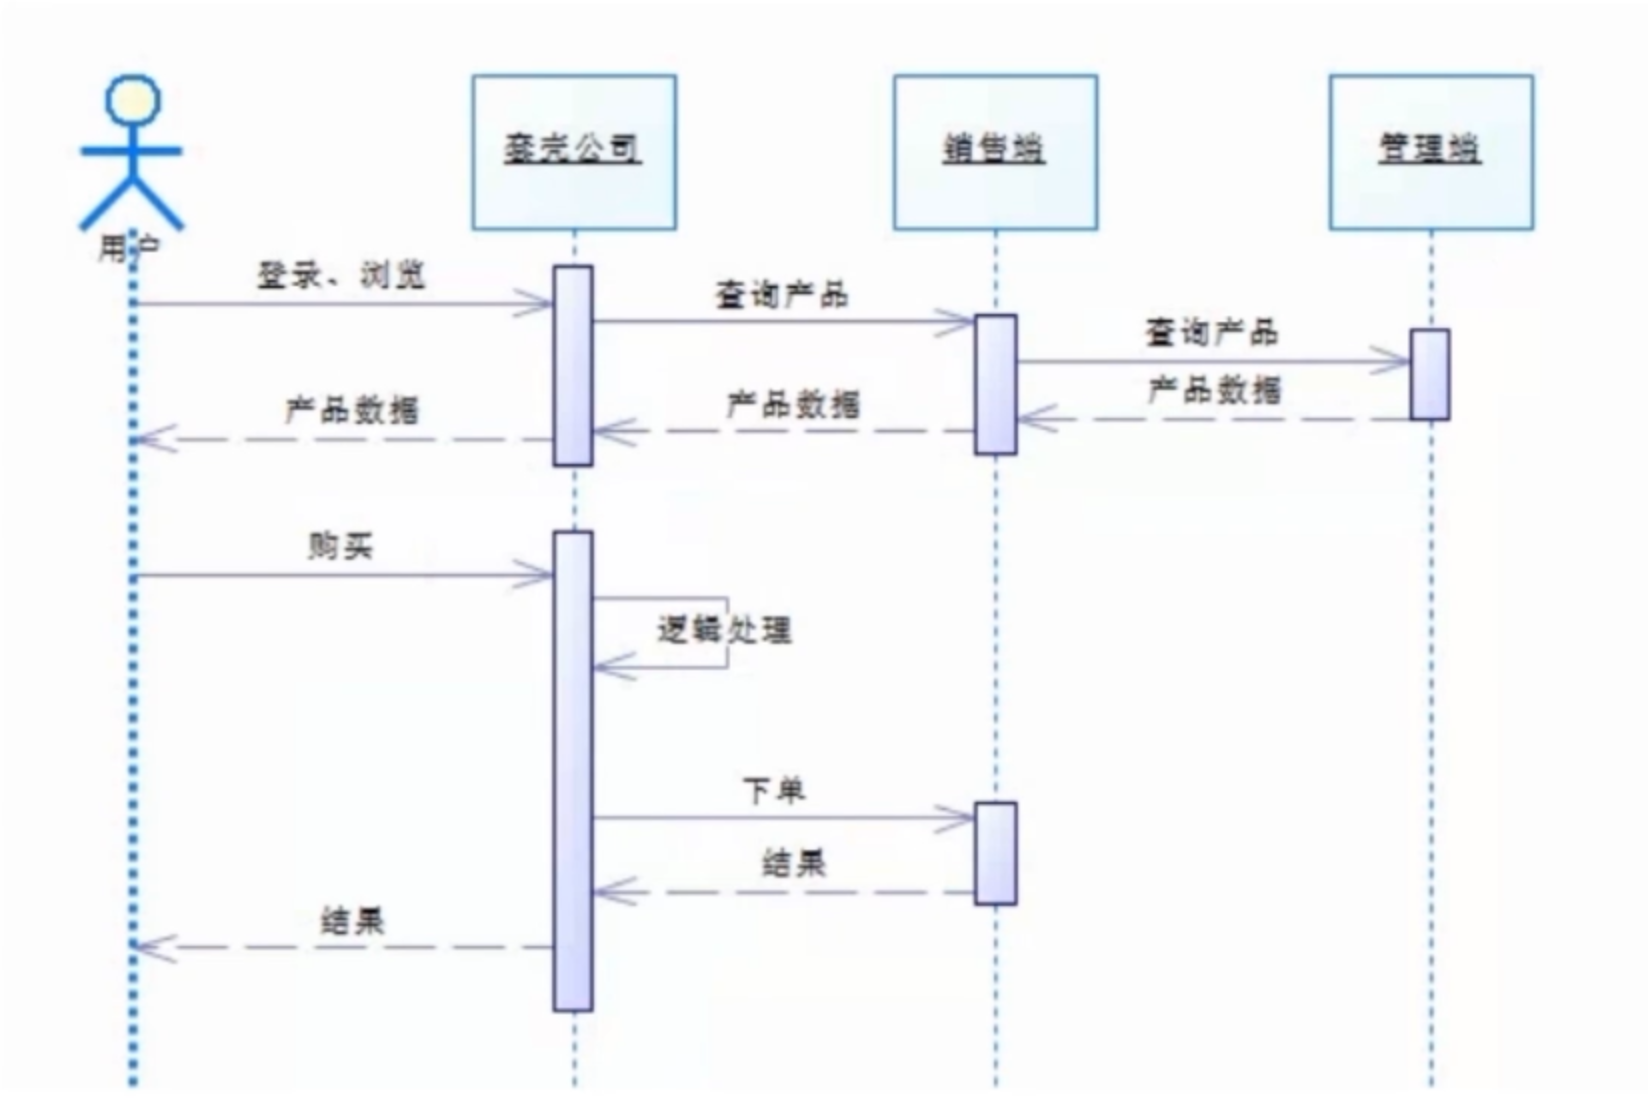 套壳公司
销售端
管理端
用户
登录、浏览
查询产品
查询产品
产品数据
产品数据
产品数据
购买
逻辑处理
下单
结果
结果